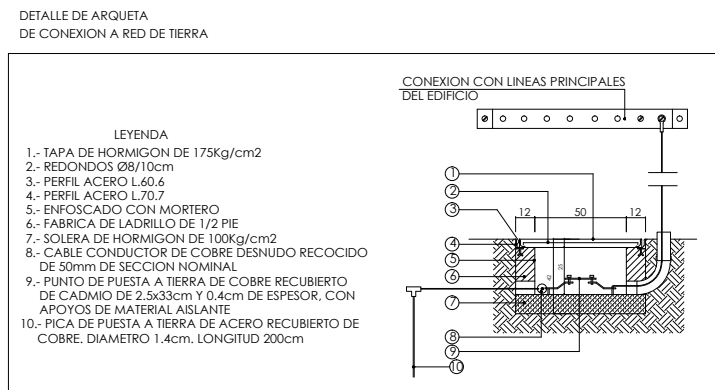 DETALLE DE ARQUETA
DE CONEXION A RED DE TIERRA
CONEXION CON LINEAS PRINCIPALES
DEL EDIFICIO
LEYENDA
1.- TAPA DE HORMIGON DE 175Kg/cm2
2.- REDONDOS Ø8/10cm
3.- PERFIL ACERO L.60.6
4.- PERFIL ACERO L.70.7
5.- ENFOSCADO CON MORTERO
6.- FABRICA DE LADRILLO DE 1/2 PIE
7.- SOLERA DE HORMIGON DE 100Kg/cm2
8.- CABLE CONDUCTOR DE COBRE DESNUDO RECOCIDO
DE 50mm DE SECCION NOMINAL
9.- PUNTO DE PUESTA A TIERRA DE COBRE RECUBIERTO
DE CADMIO DE 2.5x33cm Y 0.4cm DE ESPESOR, CON
APOYOS DE MATERIAL AISLANTE
10.- PICA DE PUESTA A TIERRA DE ACERO RECUBIERTO DE
COBRE. DIAMETRO 1.4cm. LONGITUD 200cm
1
2
3
12 50 12
4
5
6
25
42
7
8
9
10